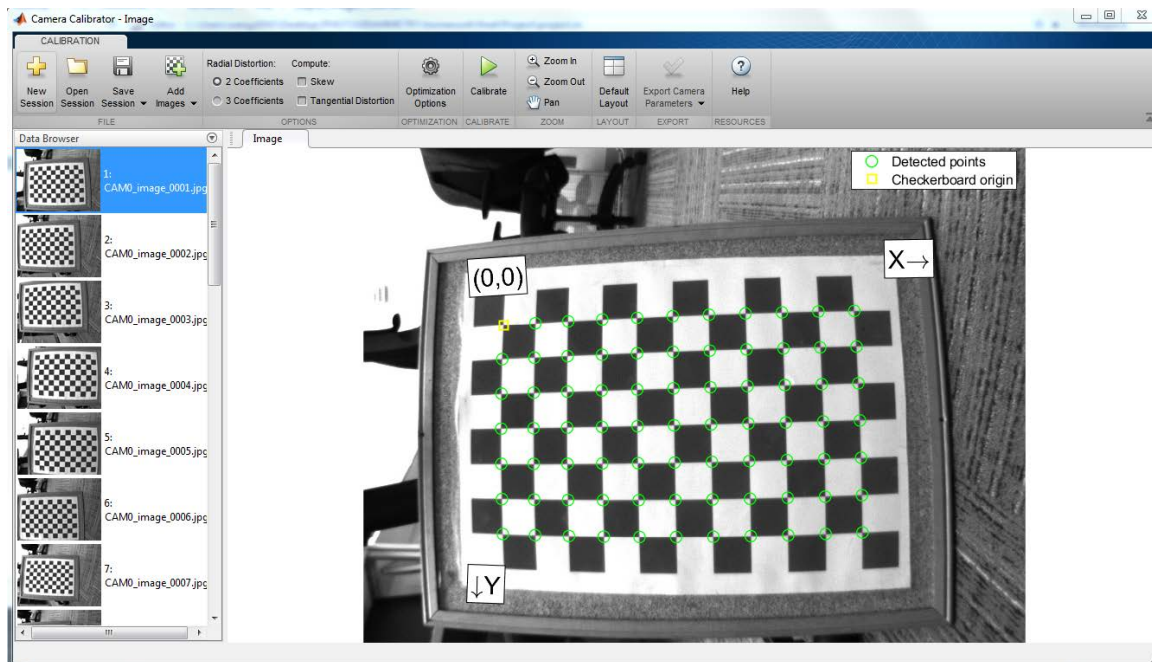 Camera Calibrator - Image
CALIBRATION
New Session
Open Session
Save Session
Add Images
Radial Distortion:
2 Coefficients
3 Coefficients
Compute:
Skew
Tangential Distortion
Optimization Options
Calibrate
Zoom In
Zoom Out
Pan
Default Layout
Export Camera Parameters
Help
FILE
OPTIONS
OPTIMIZATION
CALIBRATE
ZOOM
LAYOUT
EXPORT
RESOURCES
Data Browser
Image
1:
CAM0_image_0001.jpg
2:
CAM0_image_0002.jpg
3:
CAM0_image_0003.jpg
4:
CAM0_image_0004.jpg
5:
CAM0_image_0005.jpg
6:
CAM0_image_0006.jpg
7:
CAM0_image_0007.jpg
Detected points
Checkerboard origin
(0,0)
X→
↓Y